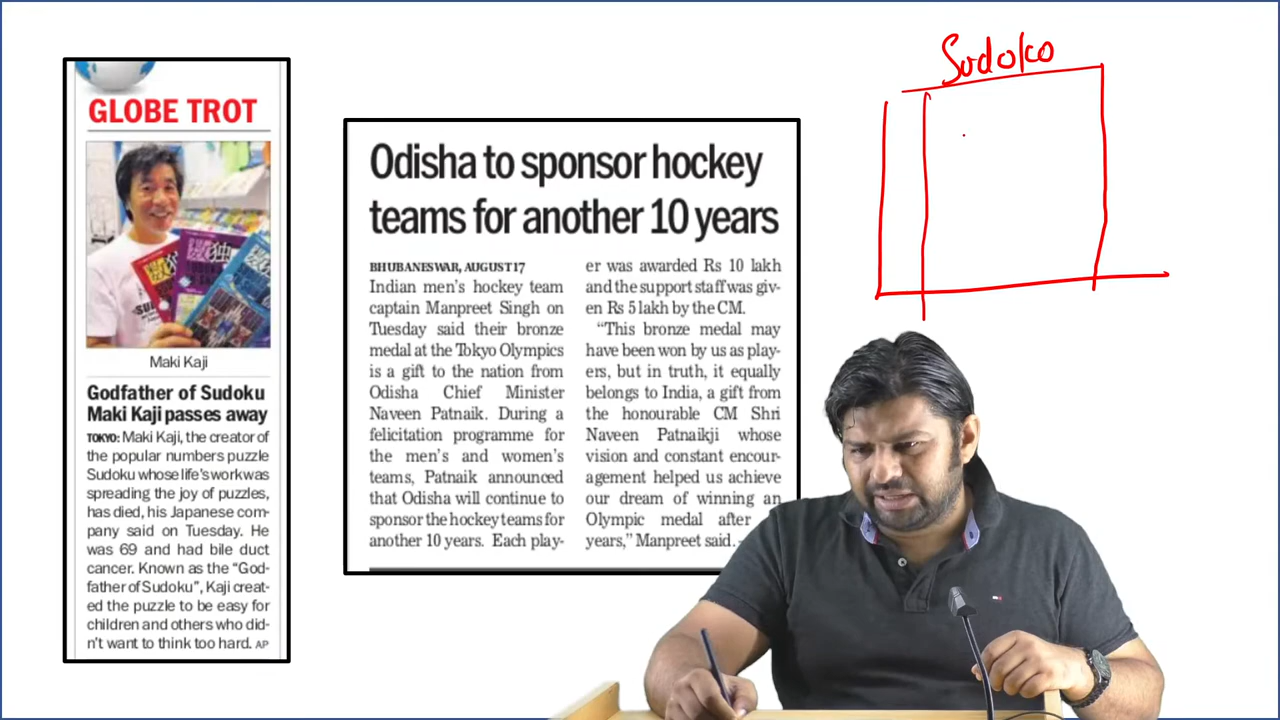 GLOBE TROT
Maki Kaji
Godfather of Sudoku
Maki Kaji passes away
TOKYO: Maki Kaji, the creator of
the popular numbers puzzle
Sudoku whose life's work was
spreading the joy of puzzles,
has died, his Japanese com-
pany said on Tuesday. He
was 69 and had bile duct
cancer. Known as the "God-
father of Sudoku", Kaji creat-
ed the puzzle to be easy for
children and others who did-
n't want to think too hard. AP
Odisha to sponsor hockey
teams for another 10 years
BHUBANESWAR, AUGUST 17
Indian men's hockey team
captain Manpreet Singh on
Tuesday said their bronze
medal at the Tokyo Olympics
is a gift to the nation from
Odisha Chief Minister
Naveen Patnaik. During a
felicitation programme for
the men's and women's
teams, Patnaik announced
that Odisha will continue to
sponsor the hockey teams for
another 10 years. Each play-
er was awarded Rs 10 lakh
and the support staff was giv-
en Rs 5 lakh by the CM.
"This bronze medal may
have been won by us as play-
ers, but in truth, it equally
belongs to India, a gift from
the honourable CM Shri
Naveen Patnaikji whose
vision and constant encour-
agement helped us achieve
our dream of winning an
Olympic medal after
years," Manpreet said.
Sudoko